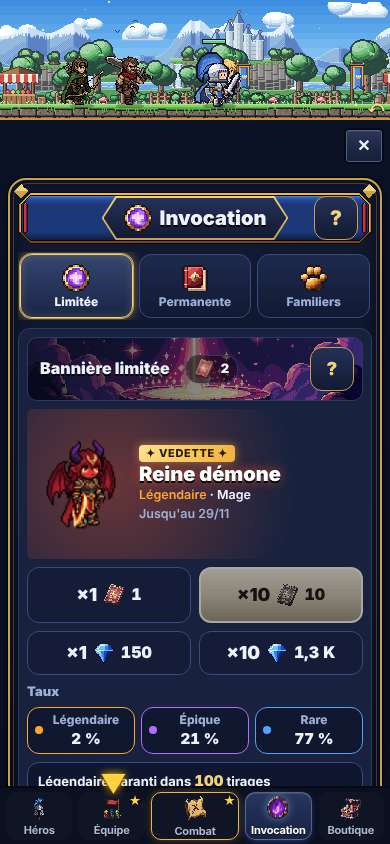 ×
Invocation
?
Limitée
Permanente
Familiers
Bannière limitée
2
?
✦ VEDETTE ✦
Reine démone
Légendaire · Mage
Jusqu'au 29/11
×1 1
×10 10
×1 150
×10 1,3 K
Taux
Légendaire
2 %
Épique
21 %
Rare
77 %
Légendaire garanti dans 100 tirages
Héros
Équipe
Combat
Invocation
Boutique